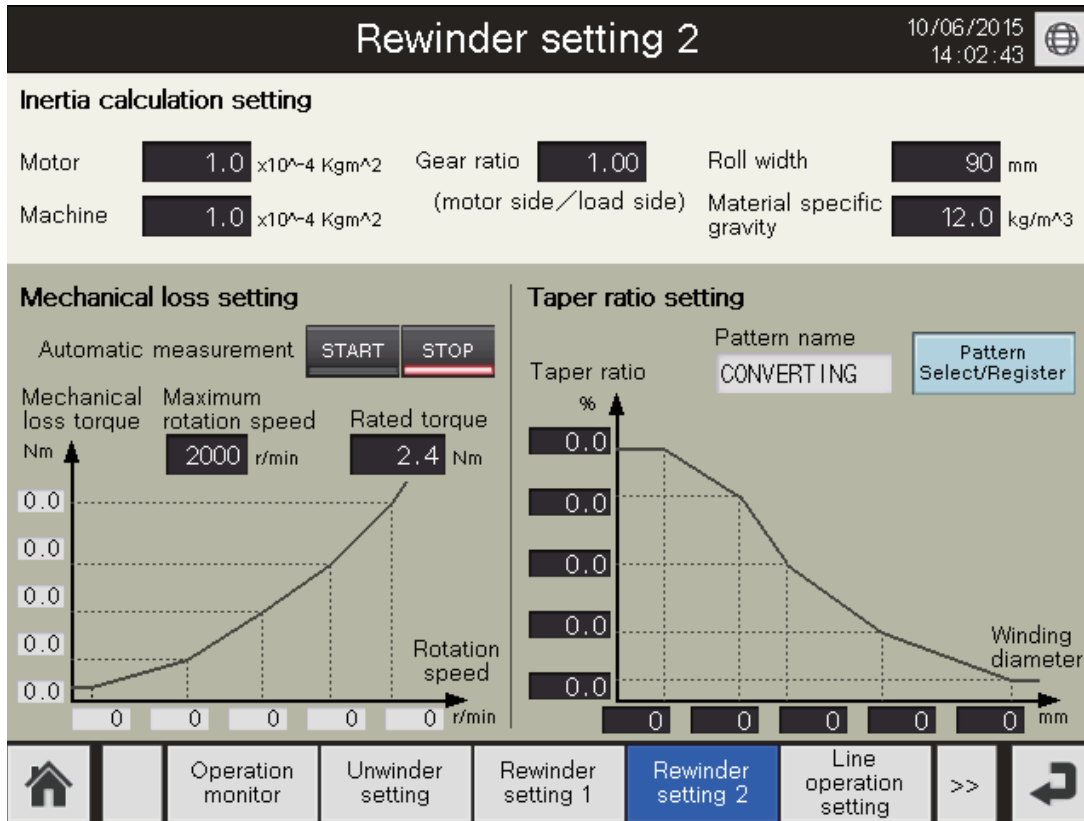 Rewinder setting 2
10/06/2015
14:02:43
Inertia calculation setting
Motor 1.0 x10^-4 Kgm^2 Gear ratio 1.00 Roll width 90 mm
(motor side／load side)
Machine 1.0 x10^-4 Kgm^2 Material specific gravity 12.0 kg/m^3
Mechanical loss setting
Automatic measurement START STOP
Mechanical loss torque
Nm
Maximum rotation speed
2000 r/min
Rated torque
2.4 Nm
0.0
0.0
0.0
0.0
0.0
Rotation speed
0 0 0 0 0 r/min
Taper ratio setting
Pattern name
CONVERTING
Pattern
Select/Register
Taper ratio
%
0.0
0.0
0.0
0.0
0.0
Winding diameter
0 0 0 0 0 mm
Operation monitor
Unwinder setting
Rewinder setting 1
Rewinder setting 2
Line operation setting
>>